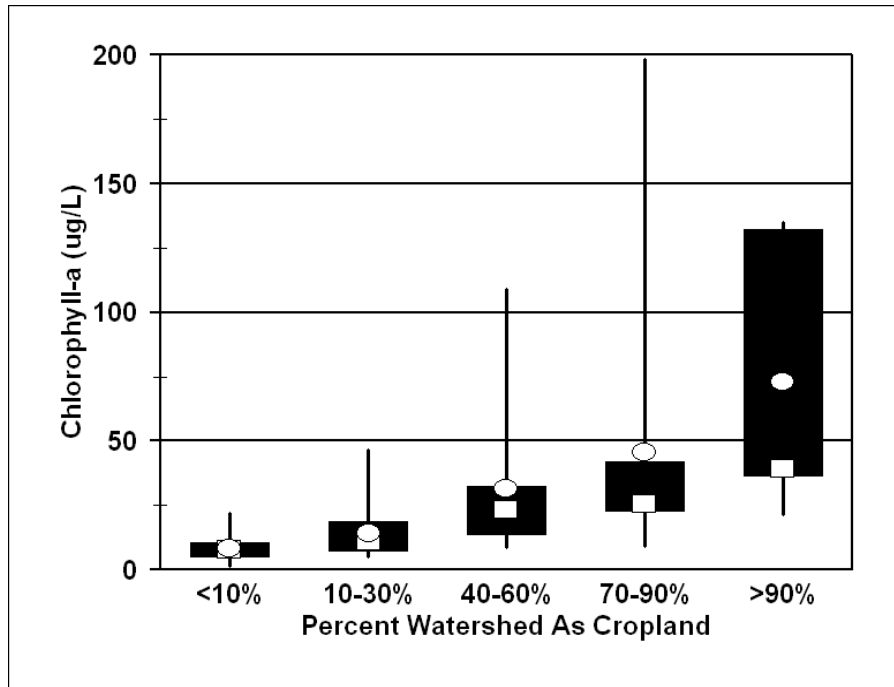 200
150
100
50
0
Chlorophyll-a (ug/L)
<10% 10-30% 40-60% 70-90% >90%
Percent Watershed As Cropland